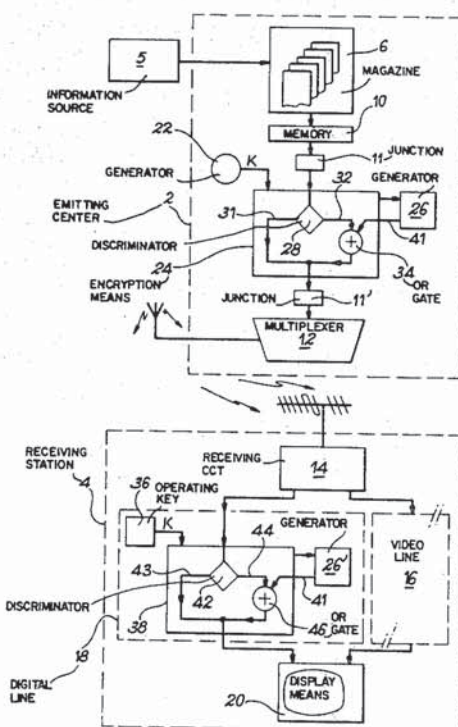 5
INFORMATION
SOURCE
6
MAGAZINE
MEMORY
10
11 JUNCTION
22
GENERATOR
K
GENERATOR
26
EMITTING
CENTER
2
31
32
41
DISCRIMINATOR
28
24
34
OR
GATE
ENCRYPTION
MEANS
JUNCTION
11'
MULTIPLEXER
12
RECEIVING
CCT
14
RECEIVING
STATION
4
36
OPERATING
KEY
K
GENERATOR
26'
VIDEO
LINE
16
43
44
41
DISCRIMINATOR
42
38
46
OR
GATE
18
DIGITAL
LINE
DISPLAY
MEANS
20